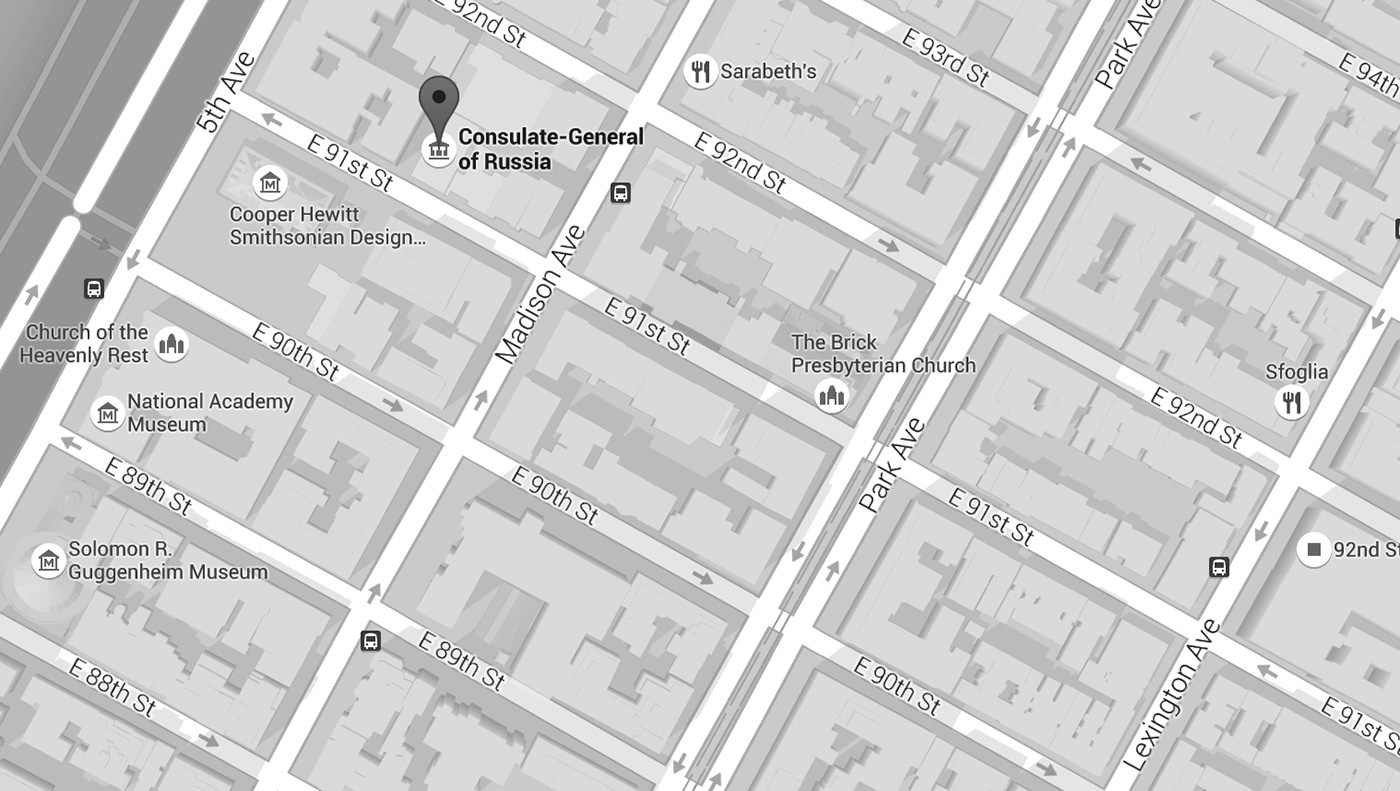 E 92nd St
E 93rd St
Park Ave
E 94th
5th Ave
Sarabeth's
Consulate-General
of Russia
E 91st St
E 92nd St
Cooper Hewitt
Smithsonian Design...
Madison Ave
Church of the
Heavenly Rest
E 90th St
E 91st St
The Brick
Presbyterian Church
Sfoglia
National Academy
Museum
E 92nd St
Park Ave
E 89th St
E 90th St
E 91st St
Solomon R.
Guggenheim Museum
92nd S
E 88th St
E 89th St
E 90th St
Lexington Ave
E 91st S